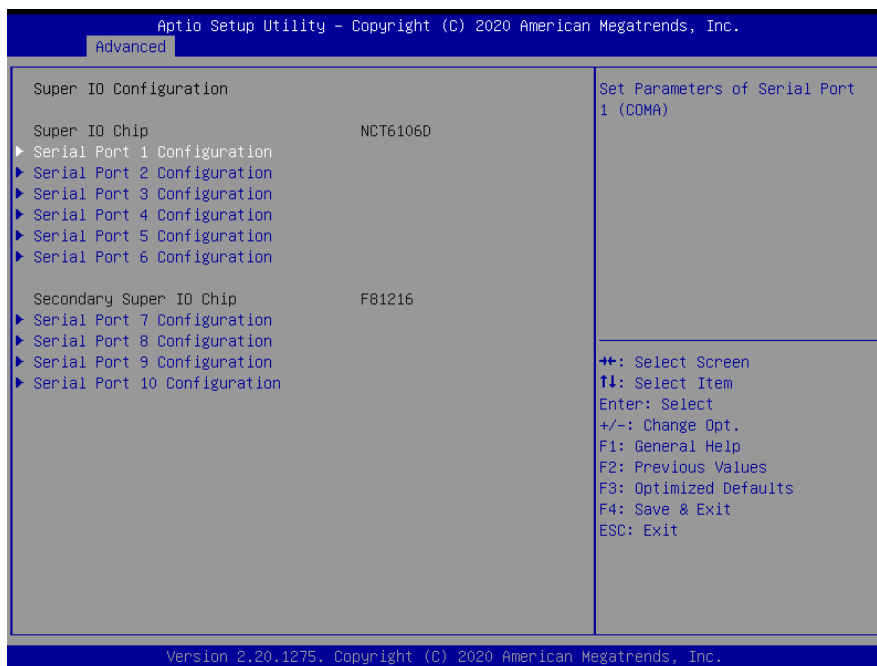 Aptio Setup Utility – Copyright (C) 2020 American Megatrends, Inc.
Advanced
Super IO Configuration
Super IO Chip NCT6106D
Serial Port 1 Configuration
Serial Port 2 Configuration
Serial Port 3 Configuration
Serial Port 4 Configuration
Serial Port 5 Configuration
Serial Port 6 Configuration
Secondary Super IO Chip F81216
Serial Port 7 Configuration
Serial Port 8 Configuration
Serial Port 9 Configuration
Serial Port 10 Configuration
Set Parameters of Serial Port
1 (COMA)
→←: Select Screen
↑↓: Select Item
Enter: Select
+/-: Change Opt.
F1: General Help
F2: Previous Values
F3: Optimized Defaults
F4: Save & Exit
ESC: Exit
Version 2.20.1275. Copyright (C) 2020 American Megatrends, Inc.